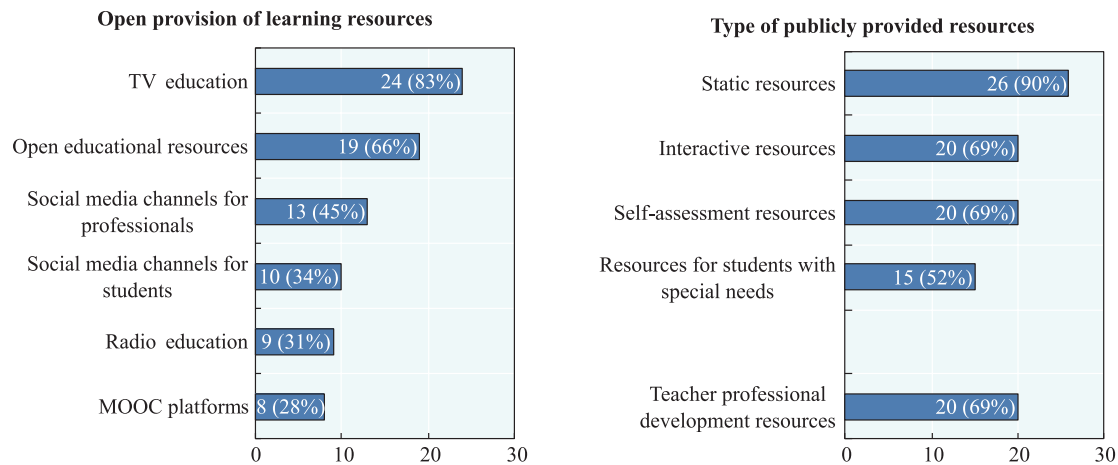 Open provision of learning resources
TV education
24 (83%)
Open educational resources
19 (66%)
Social media channels for
professionals
13 (45%)
Social media channels for
students
10 (34%)
Radio education
9 (31%)
MOOC platforms
8 (28%)
0
10
20
30
Type of publicly provided resources
Static resources
26 (90%)
Interactive resources
20 (69%)
Self-assessment resources
20 (69%)
Resources for students with
special needs
15 (52%)
Teacher professional
development resources
20 (69%)
0
10
20
30